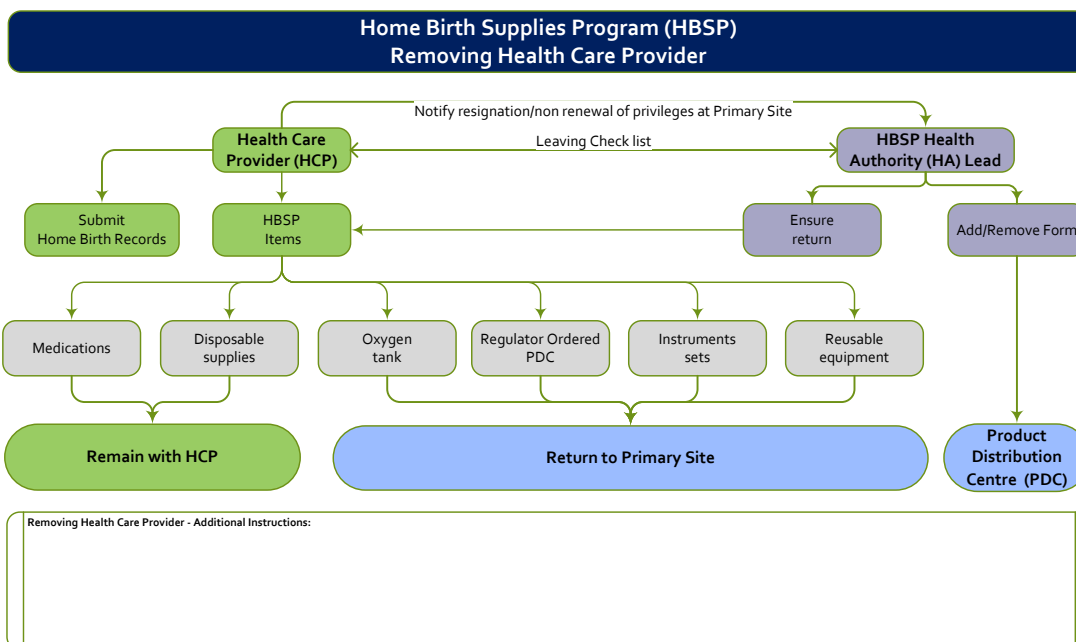 Home Birth Supplies Program (HBSP)
Removing Health Care Provider
Notify resignation/non renewal of privileges at Primary Site
Health Care
Provider (HCP)
Leaving Check list
HBSP Health
Authority (HA) Lead
Submit
Home Birth Records
HBSP
Items
Ensure
return
Add/Remove Form
Medications
Disposable
supplies
Oxygen
tank
Regulator Ordered
PDC
Instruments
sets
Reusable
equipment
Remain with HCP
Return to Primary Site
Product
Distribution
Centre (PDC)
Removing Health Care Provider - Additional Instructions: